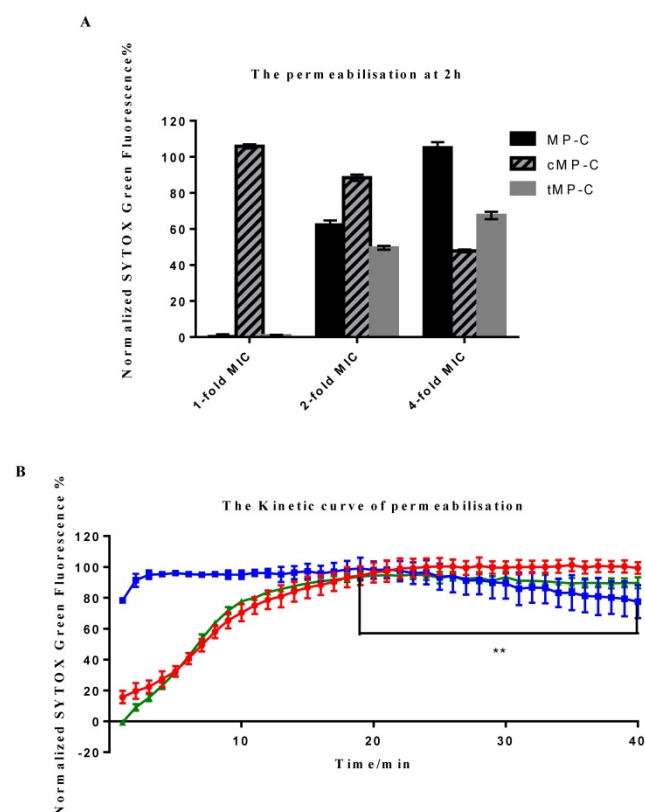 A
The permeabilisation at 2h
Normalized SYTOX Green Fluorescence%
120
100
80
60
40
20
0
MP-C
cMP-C
tMP-C
1-fold MIC
2-fold MIC
4-fold MIC
B
The Kinetic curve of permeabilisation
Normalized SYTOX Green Fluorescence %
120
100
80
60
40
20
0
-20
10
20
30
40
**
Time/min